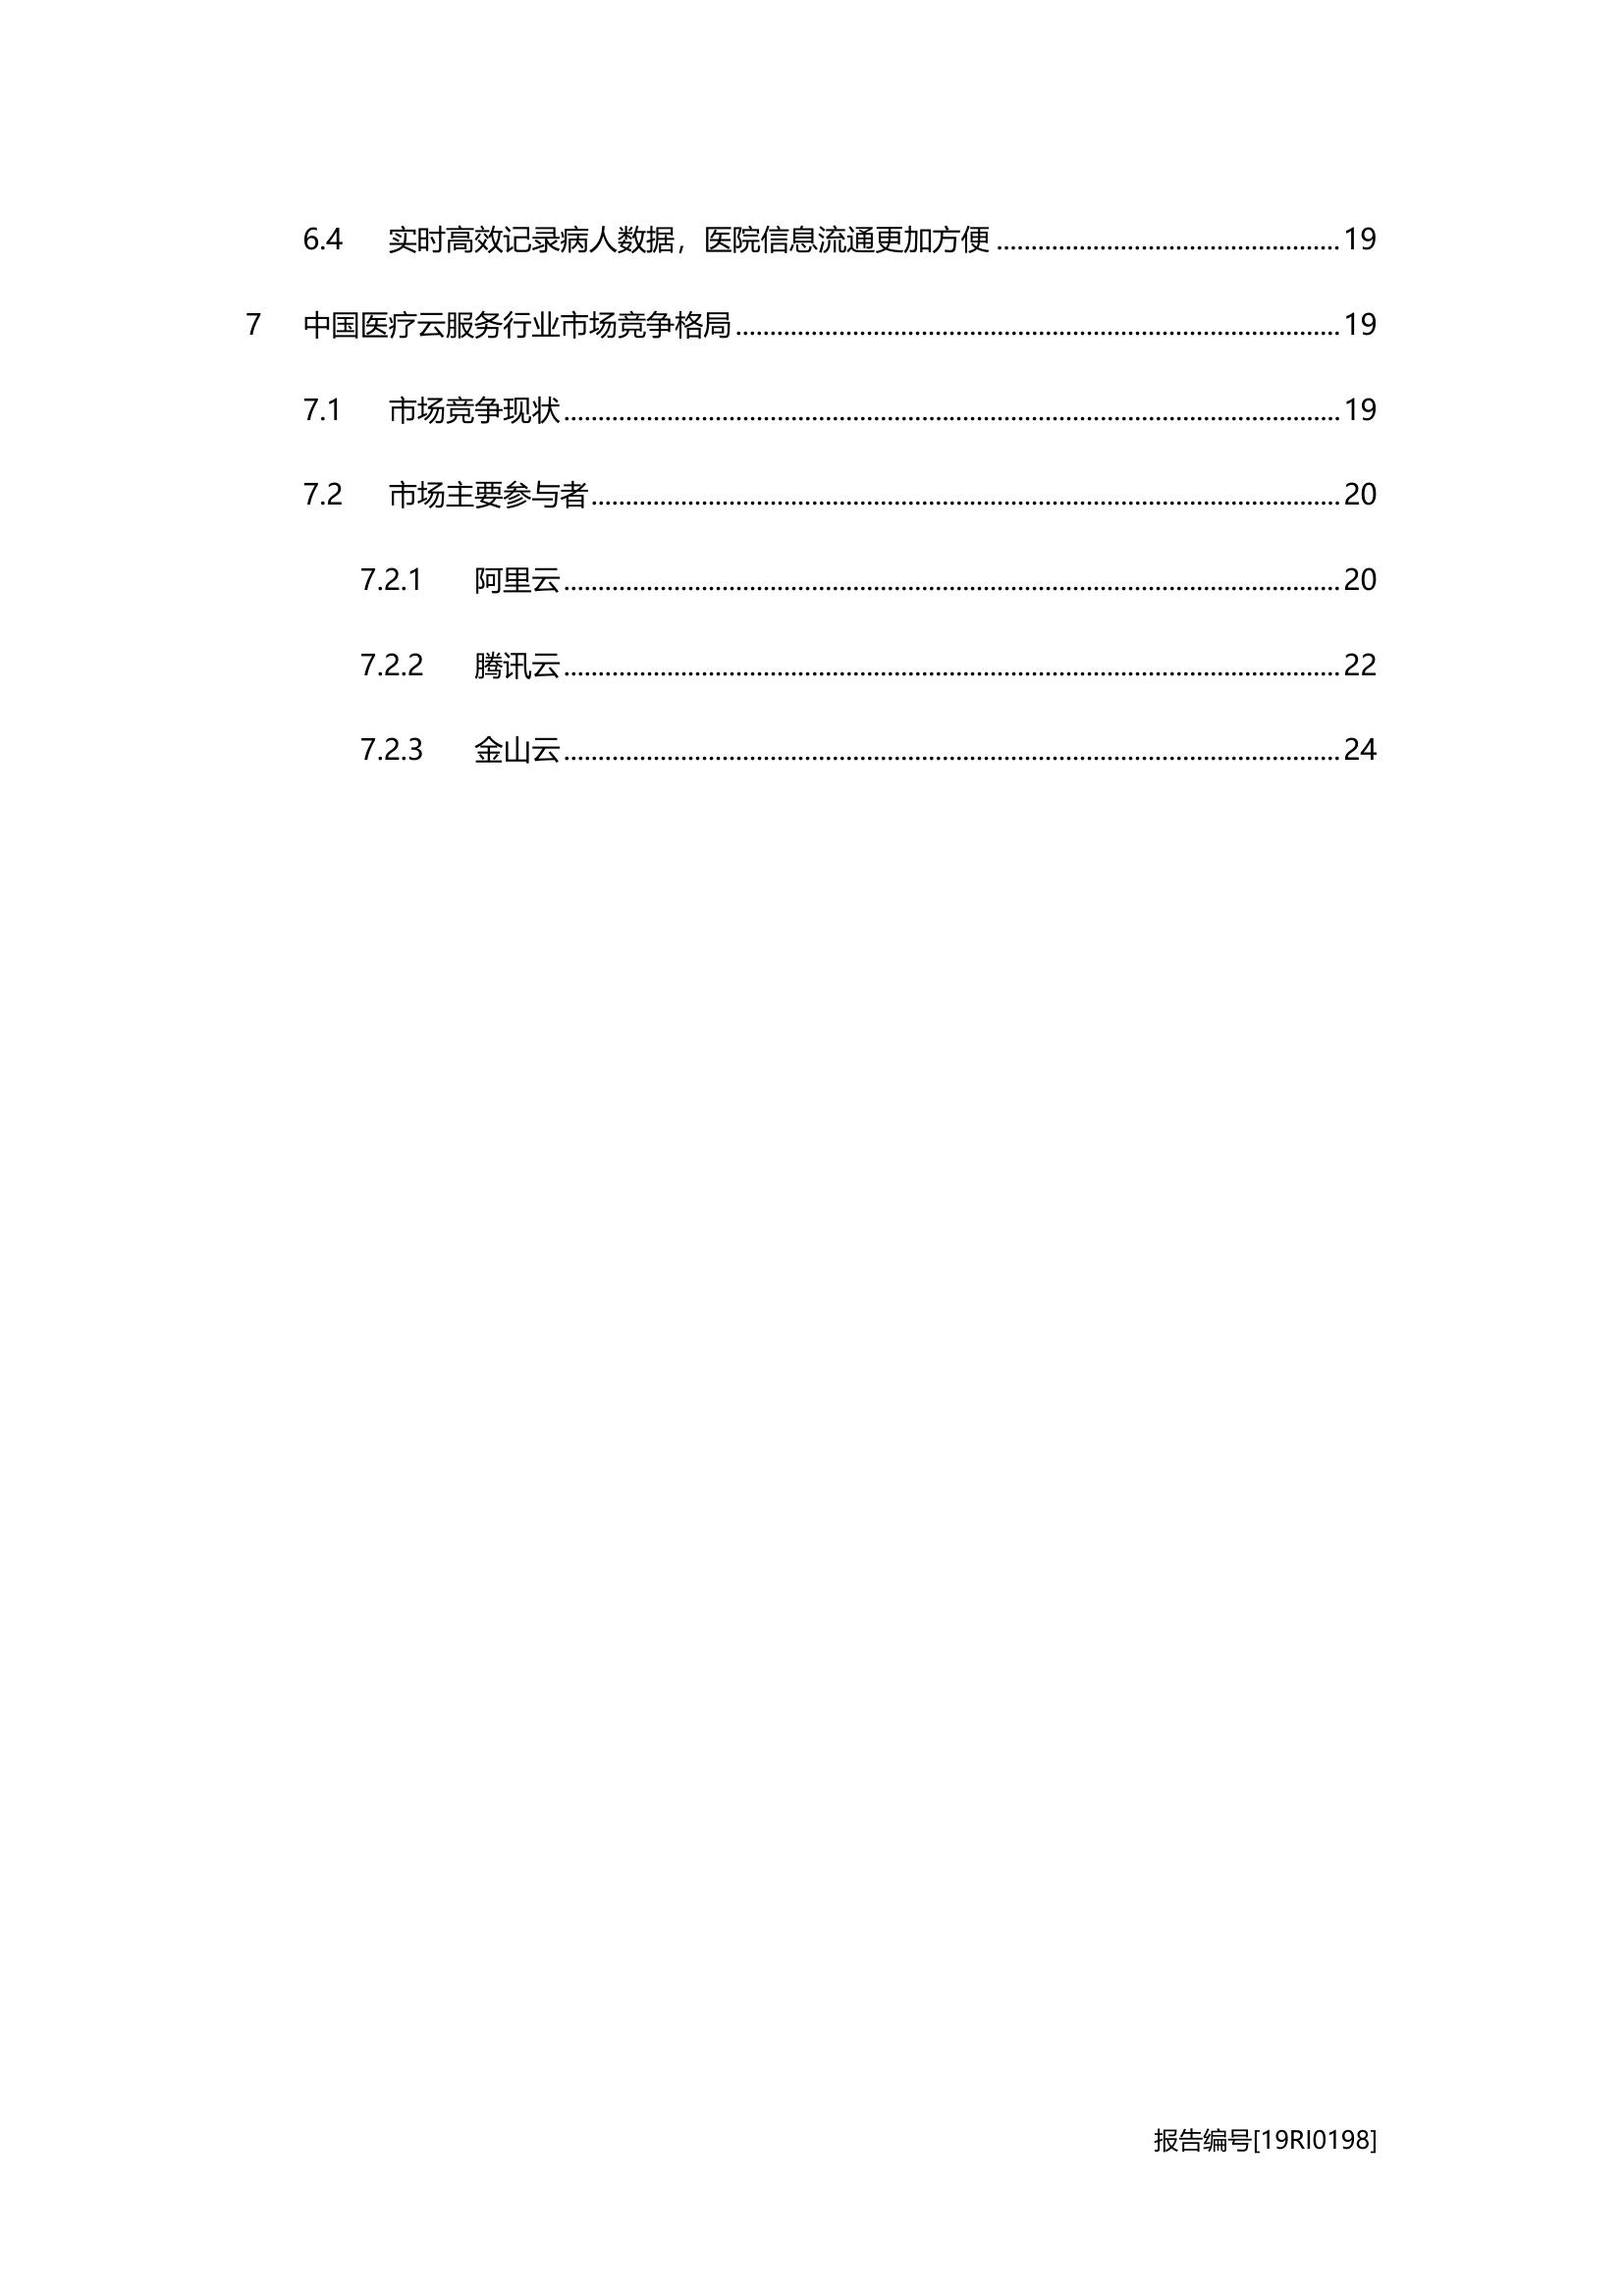 6.4 实时高效记录病人数据，医院信息流通更加方便 .................................................. 19
7 中国医疗云服务行业市场竞争格局 ........................................................................................ 19
7.1 市场竞争现状 ................................................................................................................. 19
7.2 市场主要参与者 ............................................................................................................. 20
7.2.1 阿里云 ................................................................................................................. 20
7.2.2 腾讯云 ................................................................................................................. 22
7.2.3 金山云 ................................................................................................................. 24
报告编号[19RI0198]